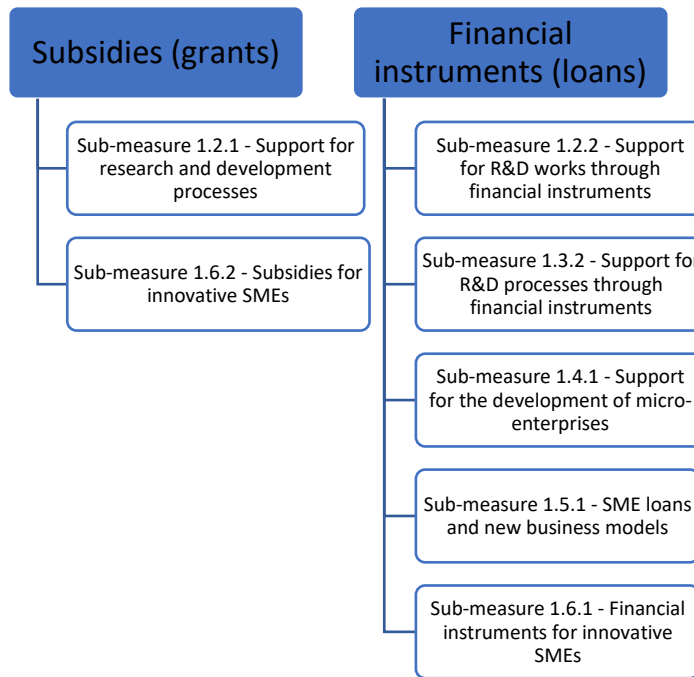 Subsidies (grants)
Sub-measure 1.2.1 - Support for
research and development
processes
Sub-measure 1.6.2 - Subsidies for
innovative SMEs
Financial
instruments (loans)
Sub-measure 1.2.2 - Support
for R&D works through
financial instruments
Sub-measure 1.3.2 - Support for
R&D processes through
financial instruments
Sub-measure 1.4.1 - Support
for the development of micro-
enterprises
Sub-measure 1.5.1 - SME loans
and new business models
Sub-measure 1.6.1 - Financial
instruments for innovative
SMEs